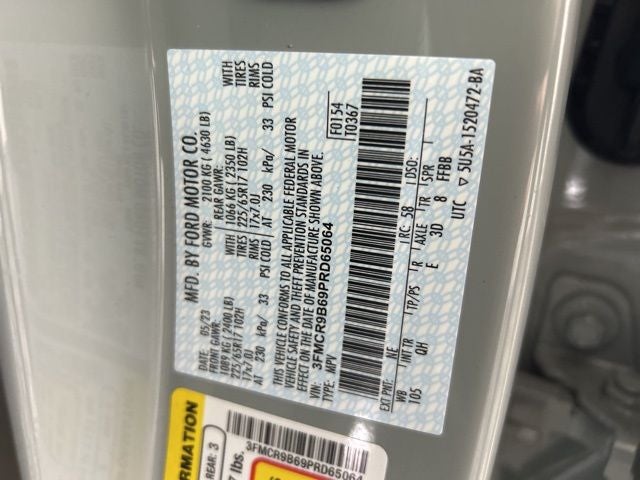 MFD. BY FORD MOTOR CO.
DATE: 05/23 GVWR: 2100 KG ( 4630 LB)
FRONT GAWR: REAR GAWR:
1089 KG ( 2400 LB) 1066 KG ( 2350 LB) WITH
225/65R17 102H TIRES 225/65R17 102H TIRES
17x7.0J RIMS 17x7.0J RIMS
AT 230 kPa/ 33 PSI COLD AT 230 kPa/ 33 PSI COLD
THIS VEHICLE CONFORMS TO ALL APPLICABLE FEDERAL MOTOR
VEHICLE SAFETY AND THEFT PREVENTION STANDARDS IN
EFFECT ON THE DATE OF MANUFACTURE SHOWN ABOVE.
VIN: 3FMCR9B69PRD65064
TYPE: MPV
F0154
T0367
EXT PNT: NE RC: 58 DSO:
WB INT TR TP/PS R AXLE TR SPR
105 QH E 3D 8 FFBB
UTC ▽ 5U5A-1520472-BA
RMATION
REAR: 3
7 lbs.
3FMCR9B69PRD65064